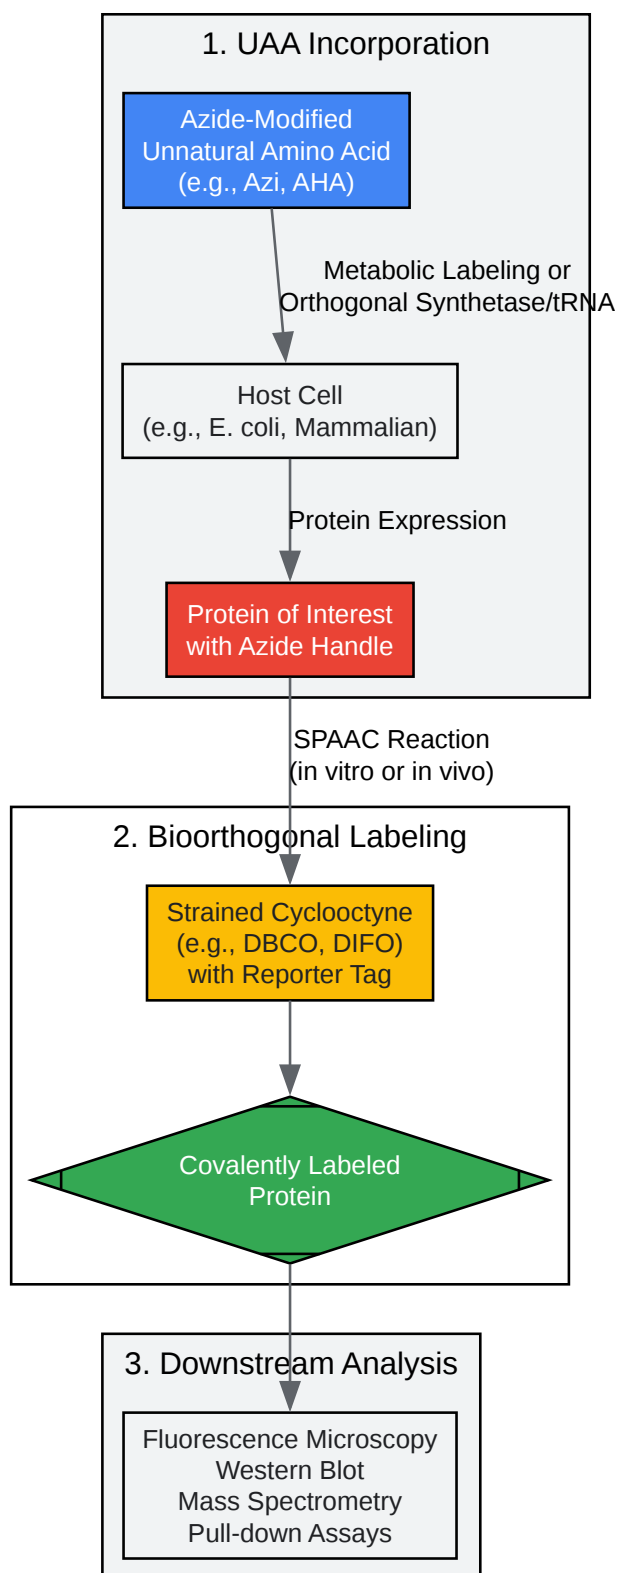 1. UAA Incorporation
Azide-Modified
Unnatural Amino Acid
(e.g., Azi, AHA)
Metabolic Labeling or
Orthogonal Synthetase/tRNA
Host Cell
(e.g., E. coli, Mammalian)
Protein Expression
Protein of Interest
with Azide Handle
SPAAC Reaction
(in vitro or in vivo)
2. Bioorthogonal Labeling
Strained Cyclooctyne
(e.g., DBCO, DIFO)
with Reporter Tag
Covalently Labeled
Protein
3. Downstream Analysis
Fluorescence Microscopy
Western Blot
Mass Spectrometry
Pull-down Assays